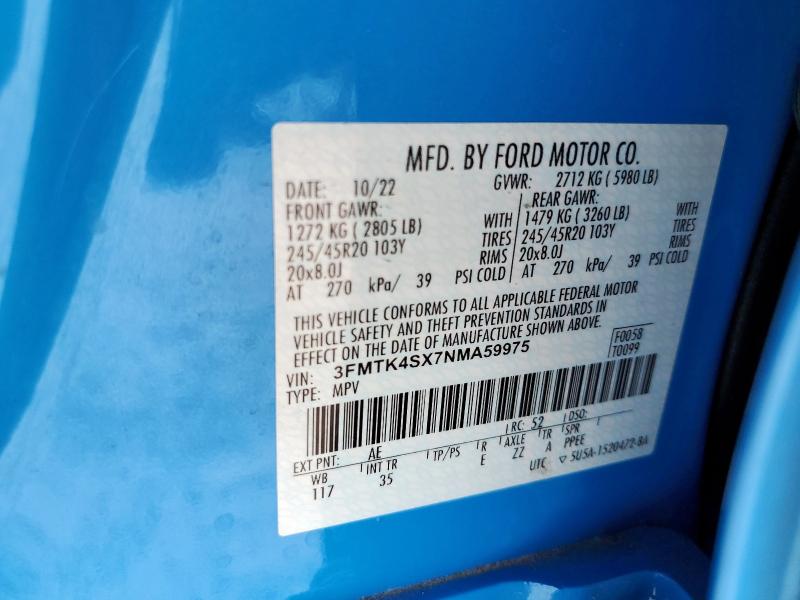 MFD. BY FORD MOTOR CO.
DATE: 10/22 GVWR: 2712 KG ( 5980 LB)
FRONT GAWR: REAR GAWR:
1272 KG ( 2805 LB) WITH 1479 KG ( 3260 LB) WITH
245/45R20 103Y TIRES 245/45R20 103Y TIRES
20x8.0J RIMS 20x8.0J RIMS
AT 270 kPa/ 39 PSI COLD AT 270 kPa/ 39 PSI COLD
THIS VEHICLE CONFORMS TO ALL APPLICABLE FEDERAL MOTOR
VEHICLE SAFETY AND THEFT PREVENTION STANDARDS IN
EFFECT ON THE DATE OF MANUFACTURE SHOWN ABOVE.
VIN: 3FMTK4SX7NMA59975 F0058
TYPE: MPV T0099
EXT PNT: AE RC: 52 DSO:
WB INT TR TP/PS R AXLE TR SPR
117 35 E ZZ A PPEE
UTC ▽ 5U5A-1520472-BA